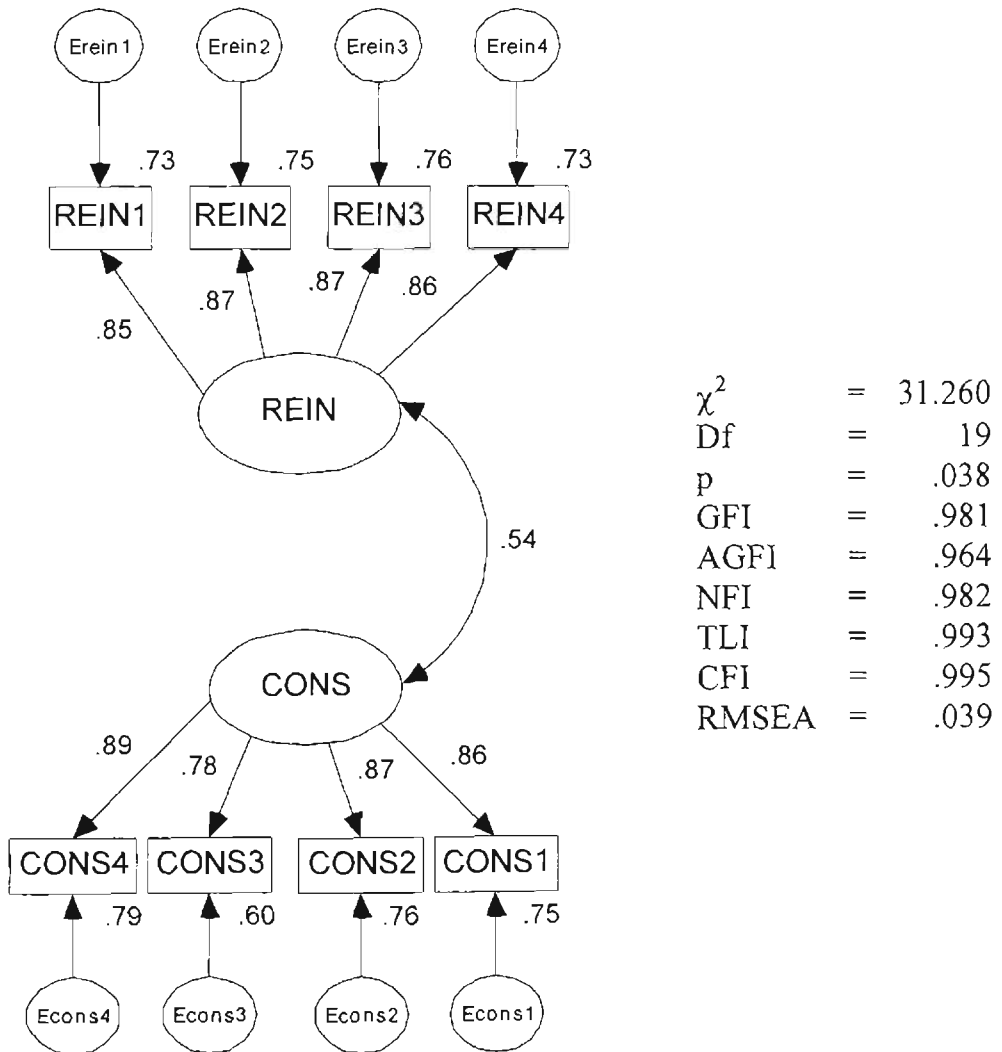 Erein1 Erein2 Erein3 Erein4
.73 .75 .76 .73
REIN1 REIN2 REIN3 REIN4
.85 .87 .87 .86
REIN
.54
CONS
.89 .78 .87 .86
CONS4 CONS3 CONS2 CONS1
.79 .60 .76 .75
Econs4 Econs3 Econs2 Econs1
χ² = 31.260
Df = 19
p = .038
GFI = .981
AGFI = .964
NFI = .982
TLI = .993
CFI = .995
RMSEA = .039